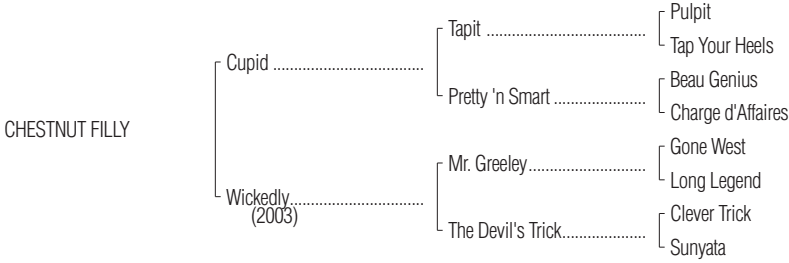 Pulpit
Tapit ....................................
Tap Your Heels
Cupid ....................................
Beau Genius
Pretty 'n Smart ......................
Charge d'Affaires
CHESTNUT FILLY
Gone West
Mr. Greeley............................
Long Legend
Wickedly................................
(2003)
Clever Trick
The Devil's Trick....................
Sunyata